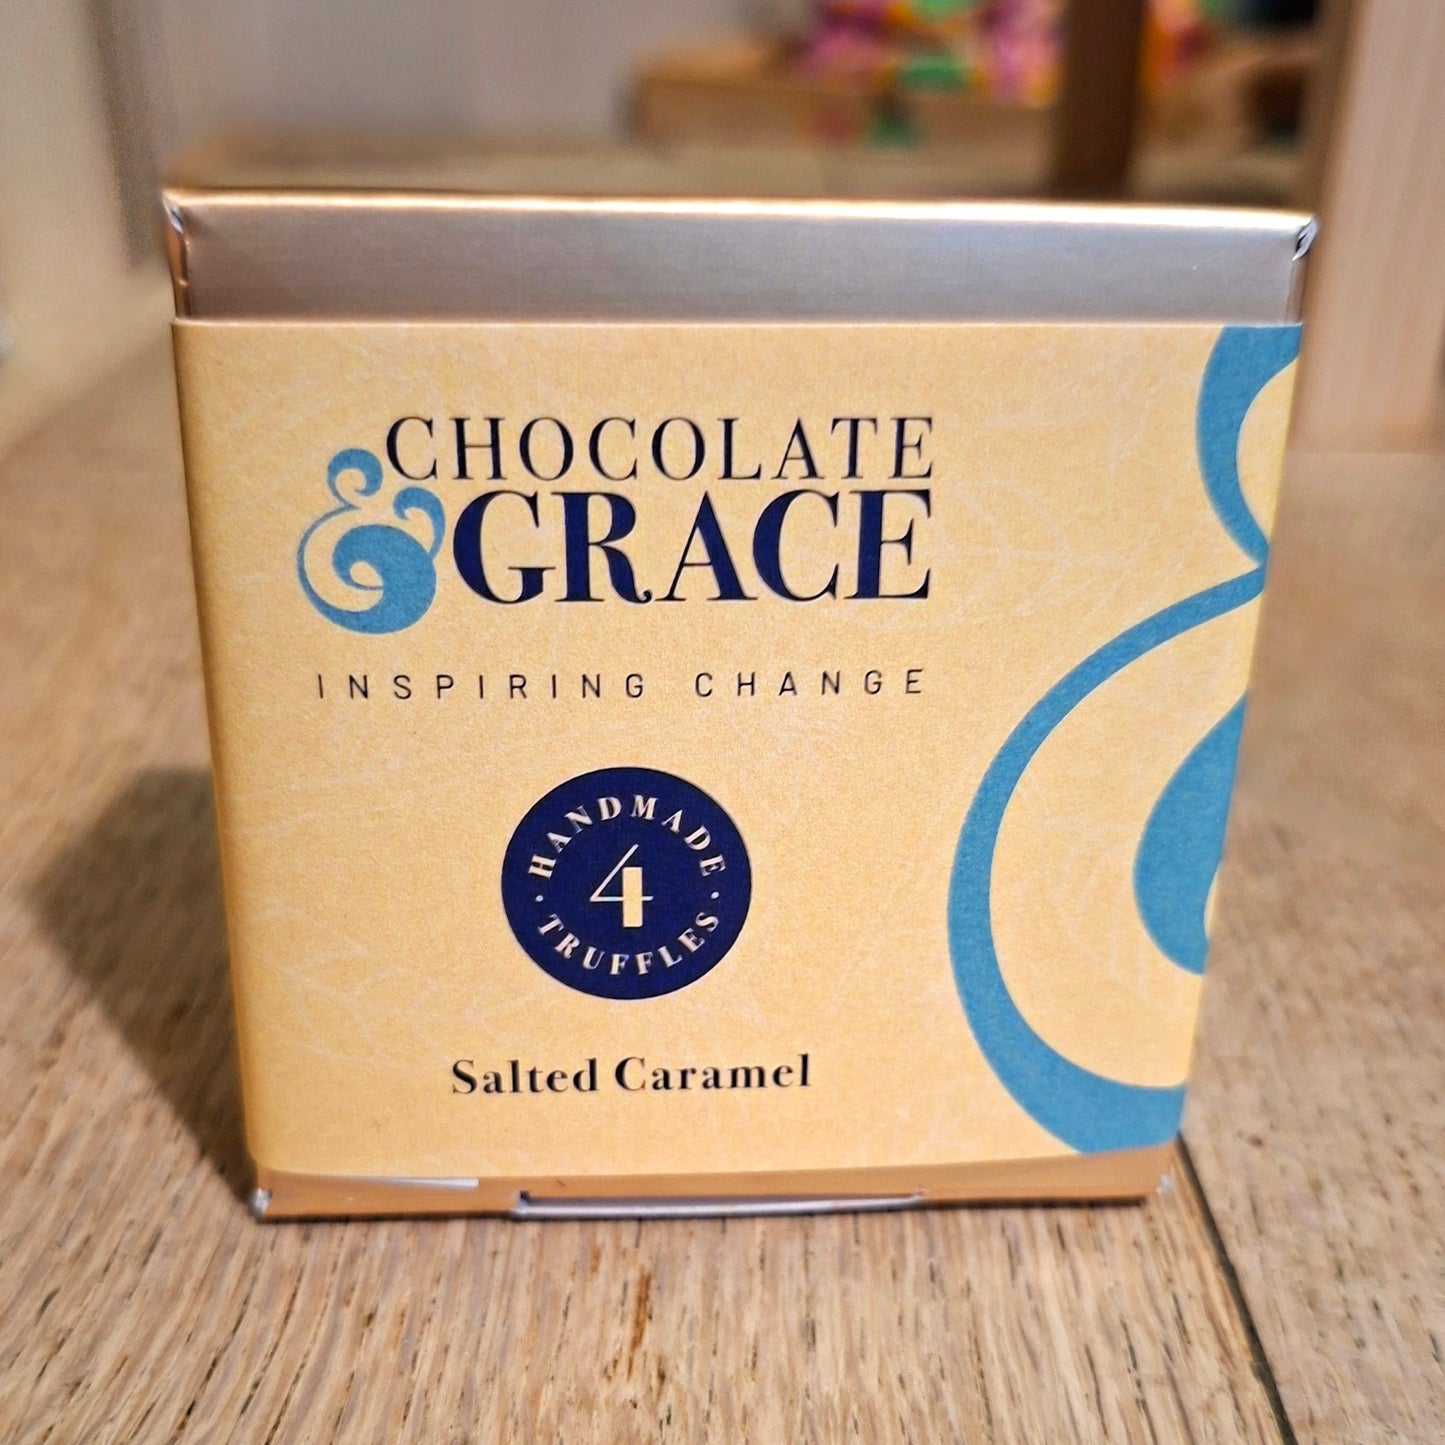 CHOCOLATE
& GRACE
INSPIRING CHANGE
HANDMADE
4
TRUFFLES
Salted Caramel